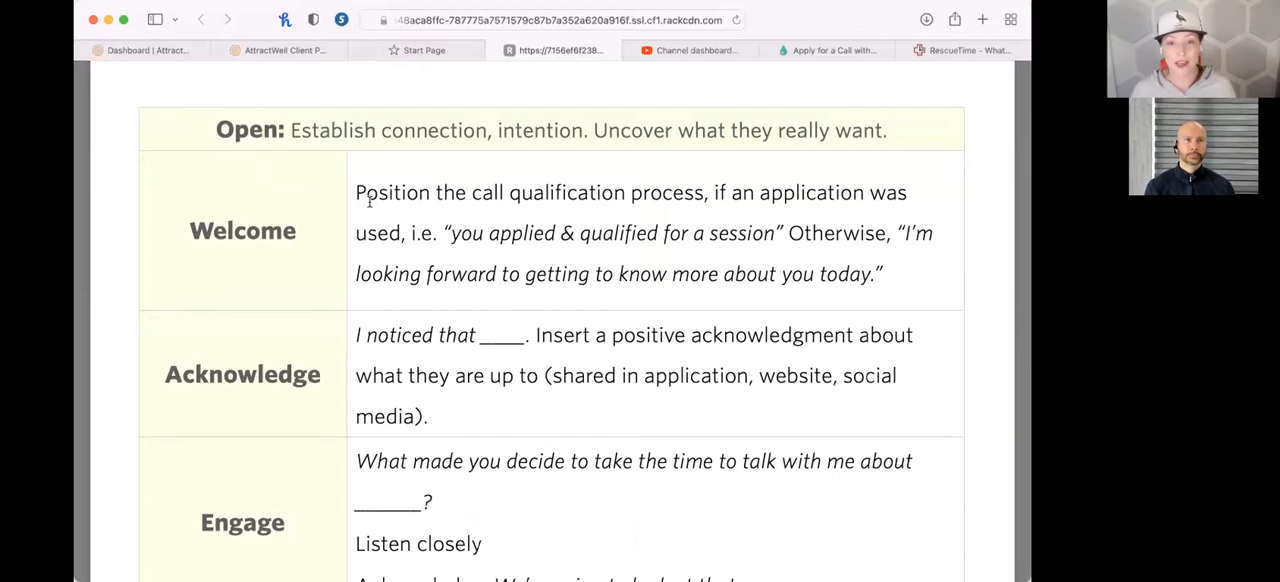 48aca8ffc-787775a7571579c87b7a352a620a916f.ssl.cf1.rackcdn.com
Dashboard | Attract...
AttractWell Client P...
Start Page
https://7156ef6f238...
Channel dashboard...
Apply for a Call with...
RescueTime - What...
Open: Establish connection, intention. Uncover what they really want.
Welcome
Position the call qualification process, if an application was
used, i.e. “you applied & qualified for a session” Otherwise, “I’m
looking forward to getting to know more about you today.”
Acknowledge
I noticed that ____. Insert a positive acknowledgment about
what they are up to (shared in application, website, social
media).
Engage
What made you decide to take the time to talk with me about
______?
Listen closely